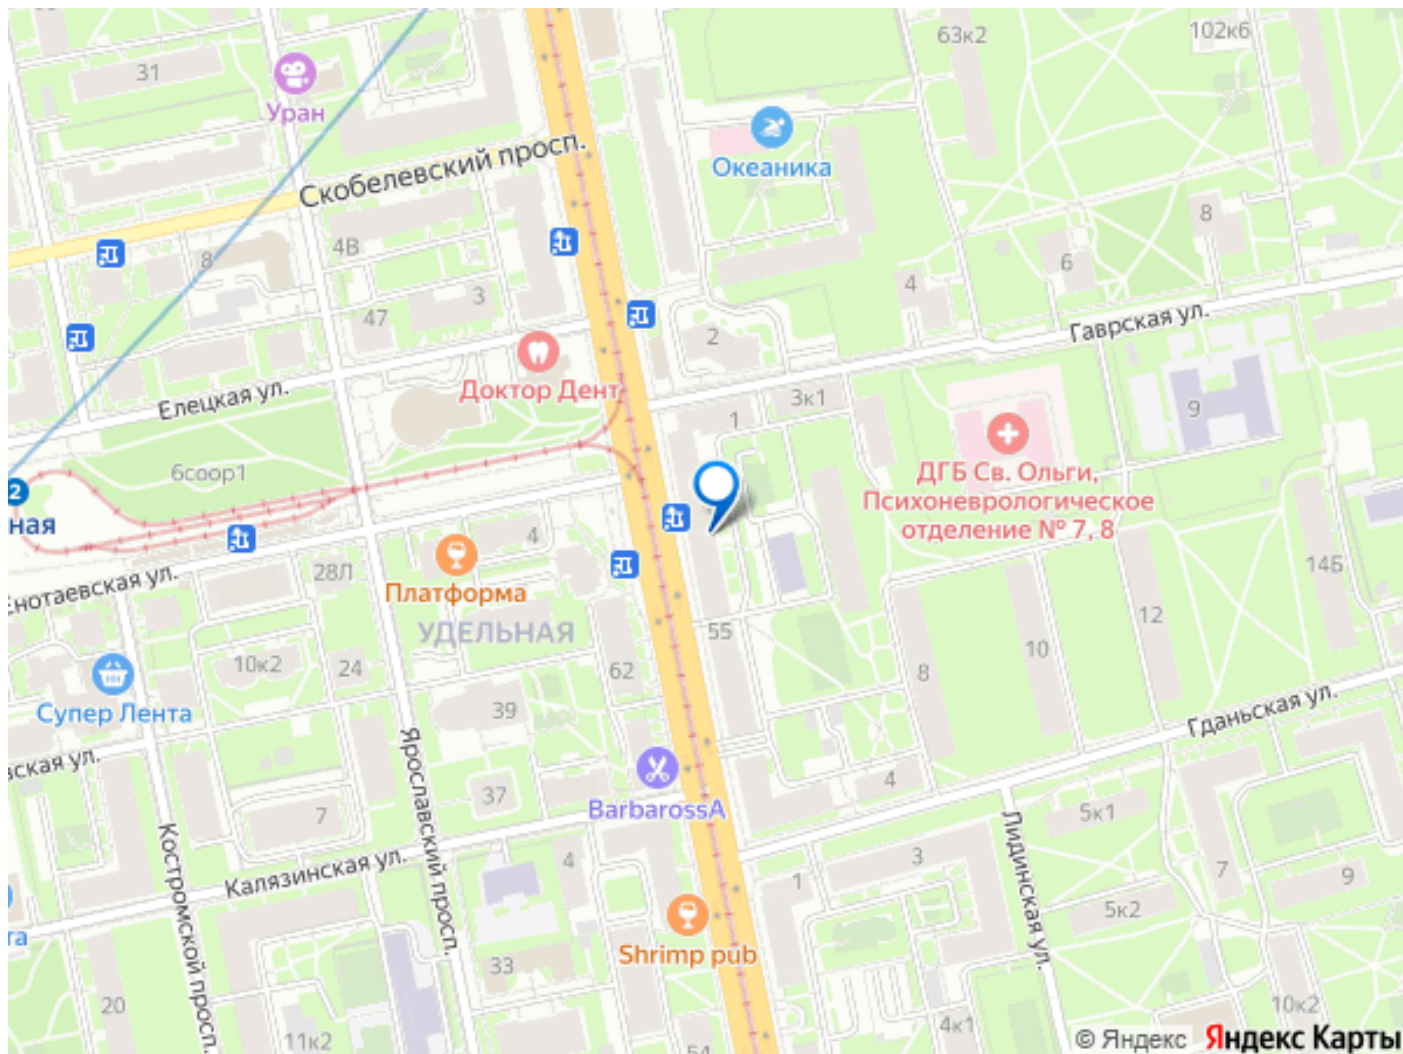 63к2
102к6
31
Уран
Океаника
Скобелевский просп.
8
4В
8
6
4
3
47
2
Гаврская ул.
Доктор Дент
Елецкая ул.
3к1
1
9
6соор1
2
ная
ДГБ Св. Ольги,
Психоневрологическое
отделение № 7, 8
4
28Л
14Б
Платформа
УДЕЛЬНАЯ
55
12
10
10к2
24
62
8
Супер Лента
39
Гданьская ул.
ская ул.
Ярославский просп.
4
37
BarbarossA
7
5к1
Костромской просп.
Калязинская ул.
4
3
1
7
9
Лидинская ул.
5к2
Shrimp pub
33
20
11к2
54
4к1
10к2
© Яндекс Яндекс Карты